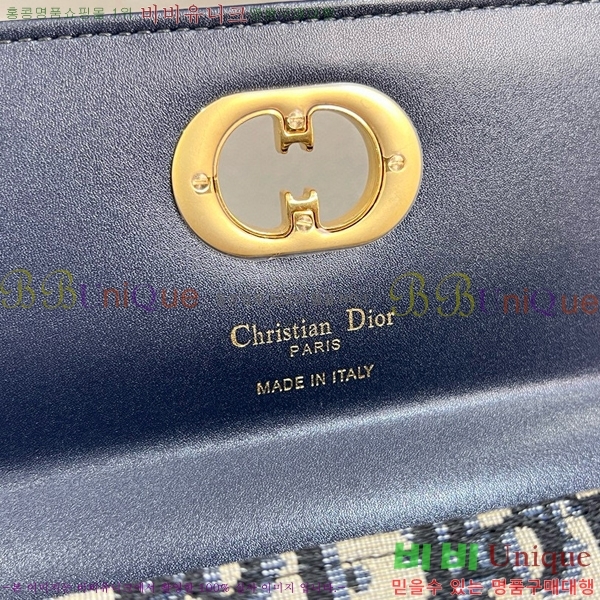 홍콩명품쇼핑몰 1위 비비유니크
BBUnique BBUnique
Christian Dior
PARIS
MADE IN ITALY
비비 Unique
믿을수 있는 명품구매대행